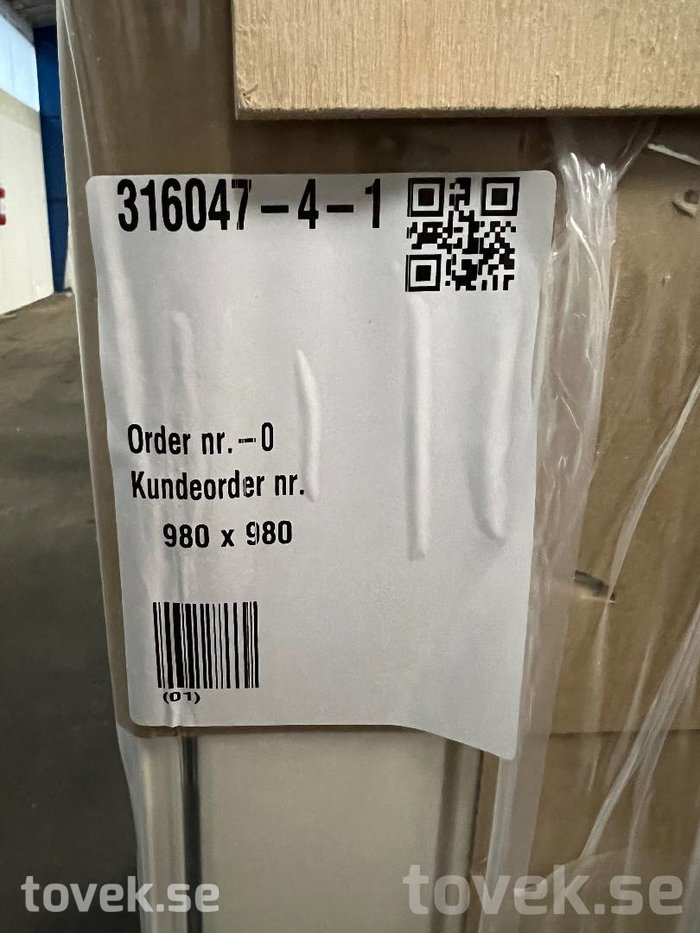 316047-4-1
Order nr.-0
Kundeorder nr.
980 x 980
(01)
tovek.se
tovek.se